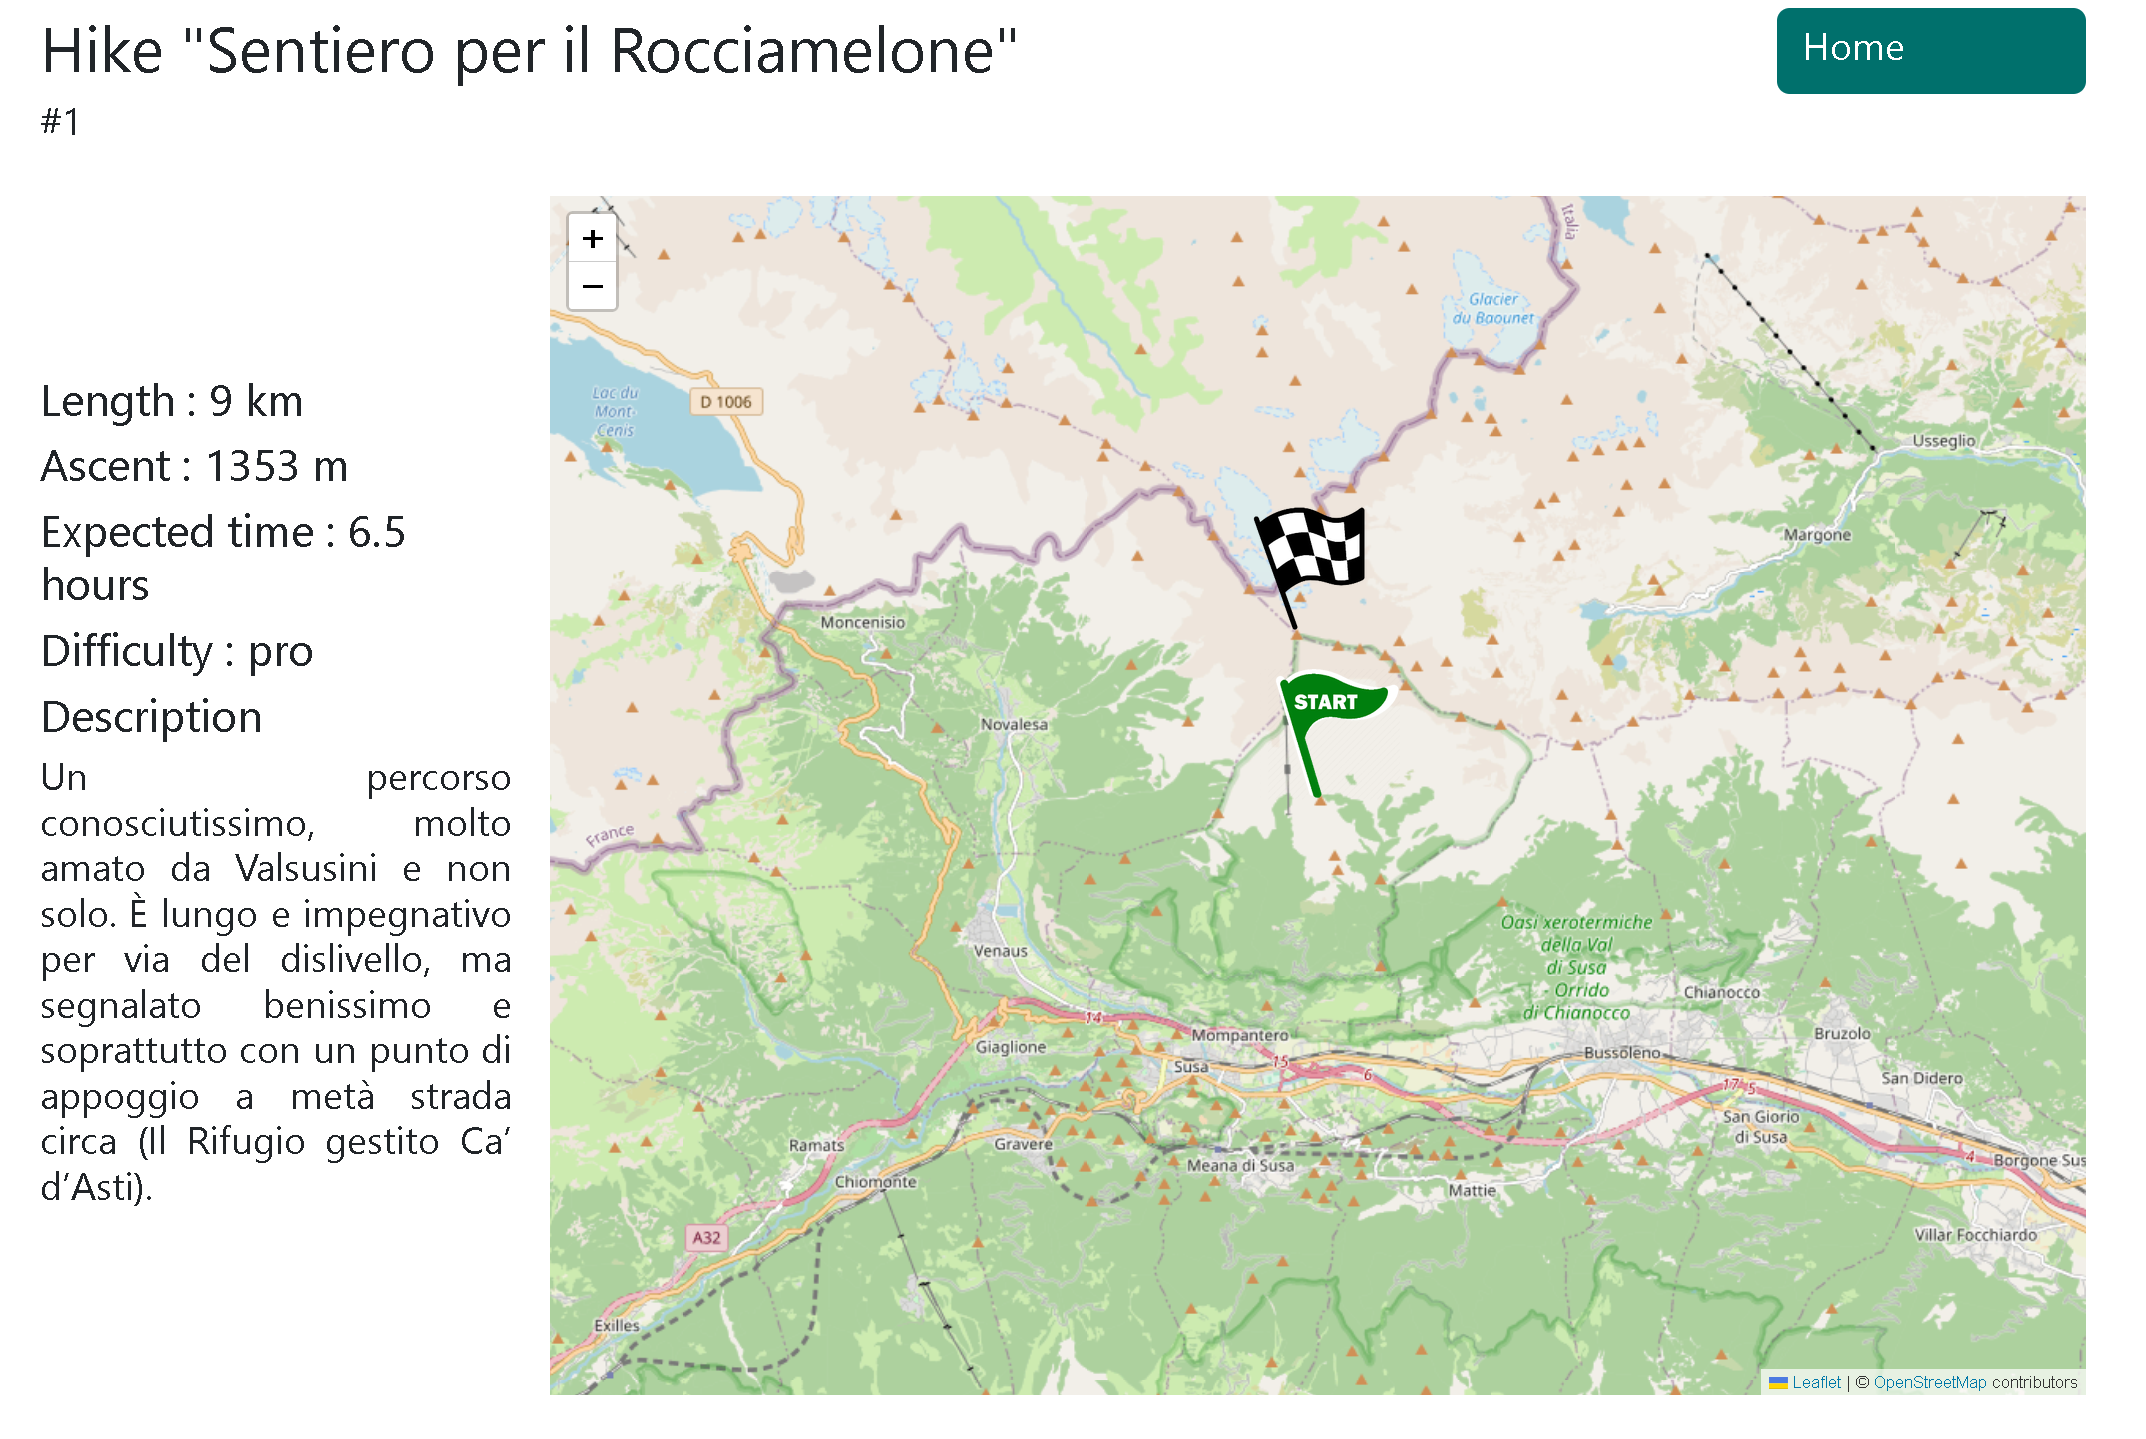 Hike "Sentiero per il Rocciamelone"
Home
#1
Length : 9 km
Ascent : 1353 m
Expected time : 6.5
hours
Difficulty : pro
Description
Un percorso
conosciutissimo, molto
amato da Valsusini e non
solo. È lungo e impegnativo
per via del dislivello, ma
segnalato benissimo e
soprattutto con un punto di
appoggio a metà strada
circa (Il Rifugio gestito Ca’
d’Asti).
+
−
Italia
Glacier
du Baounet
Lac du
Mont-
Cenis
D 1006
Usseglio
Margone
Moncenisio
START
Novalesa
France
Venaus
Oasi xerotermiche
della Val
di Susa
- Orrido
di Chianocco
Chianocco
14
Mompantero
Bruzolo
Giaglione
Susa
15
6
Bussoleno
San Didero
17
5
San Giorio
di Susa
Ramats
Gravere
Meana di Susa
4
Borgone Sus
Chiomonte
Mattie
A32
Villar Focchiardo
Exilles
Leaflet | © OpenStreetMap contributors